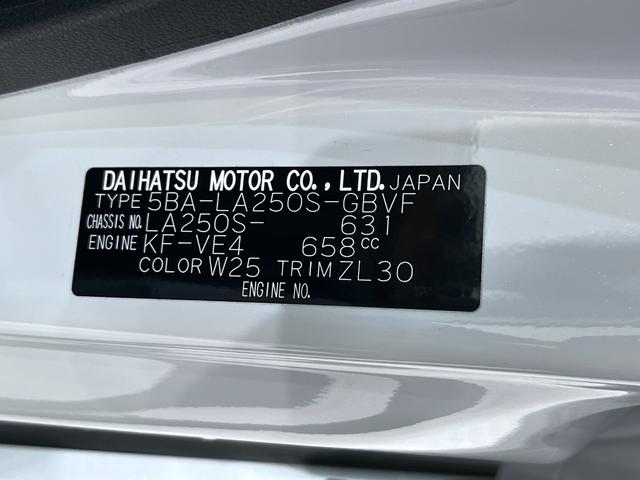 DAIHATSU MOTOR CO.,LTD. JAPAN
TYPE 5BA-LA250S-GBVF
CHASSIS NO. LA250S- 631
ENGINE KF-VE4 658cc
COLOR W25 TRIM ZL30
ENGINE NO.